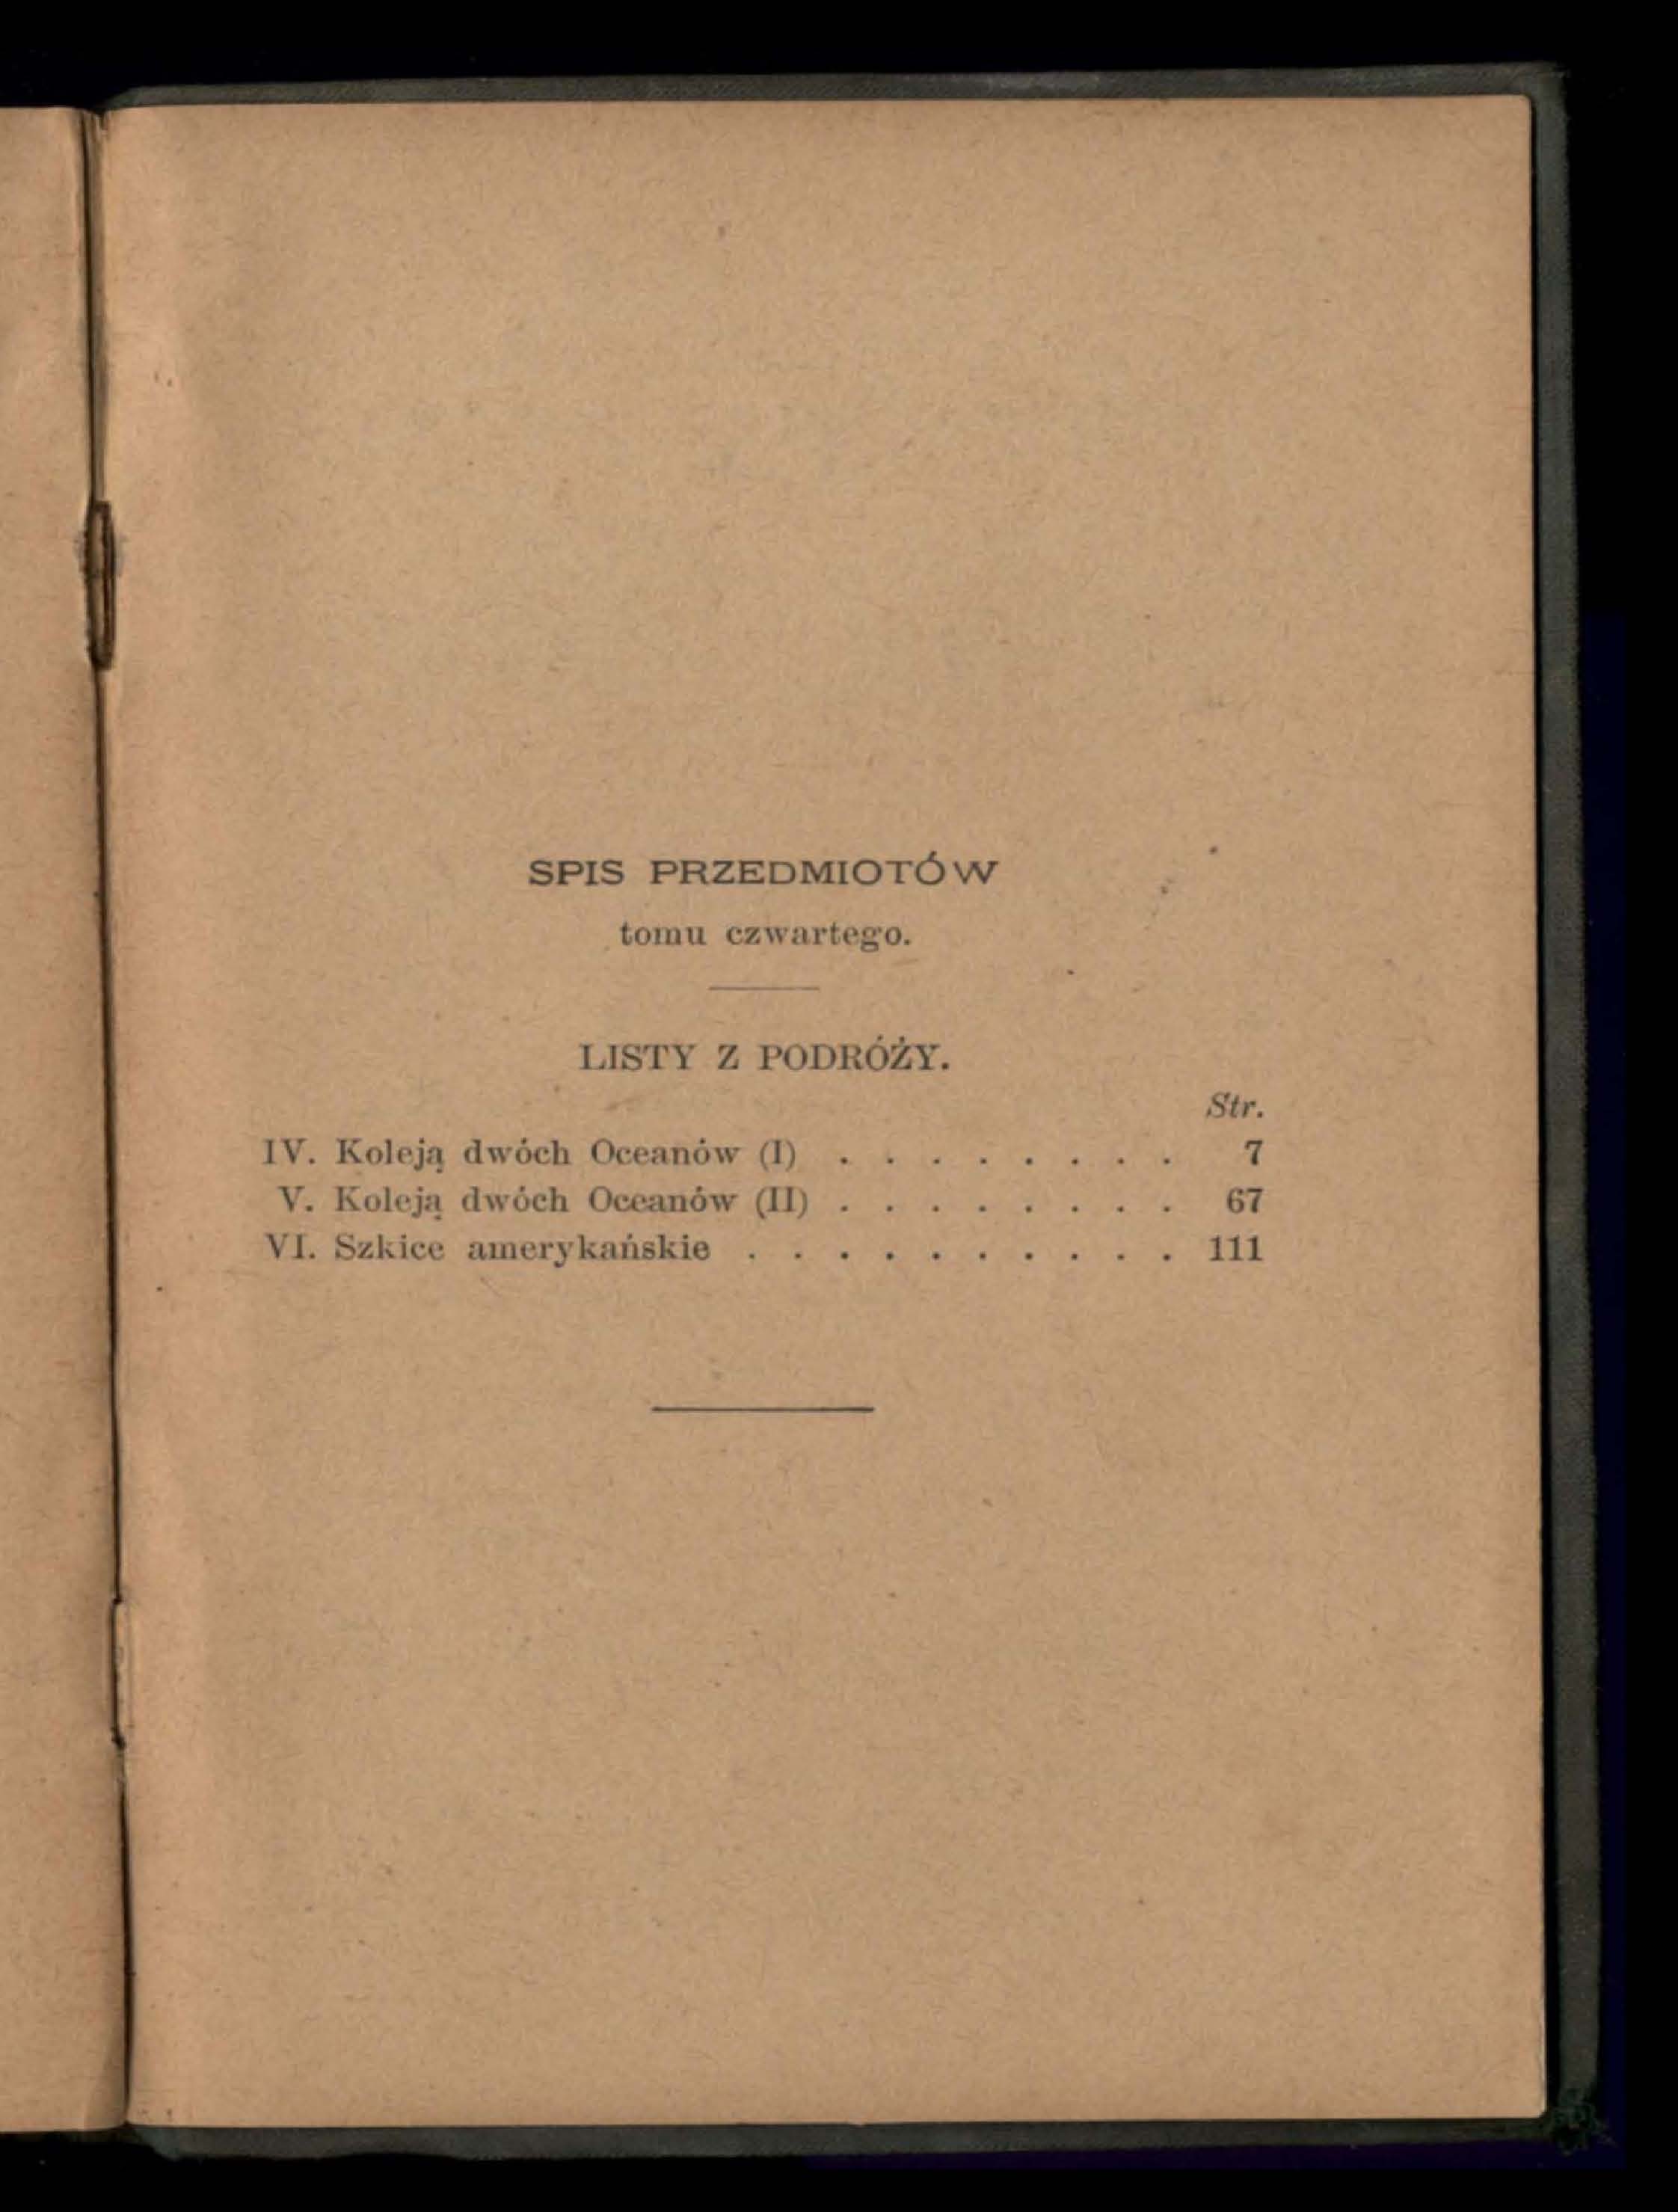 SPIS PRZEDMIOTÓW
tomu czwartego.
LISTY Z PODRÓŻY.
Str.
IV. Koleją dwóch Oceanów (I) . . . . . . . . 7
V. Koleją dwóch Oceanów (II) . . . . . . . . 67
VI. Szkice amerykańskie . . . . . . . . . . 111